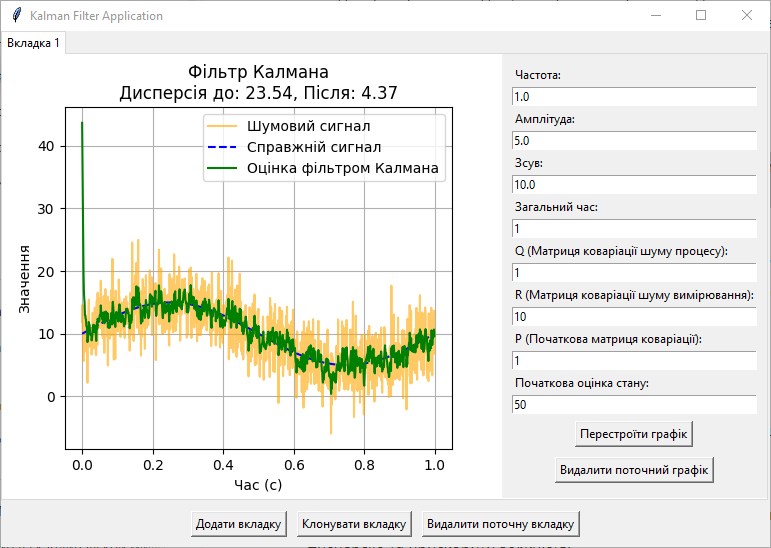 Kalman Filter Application
Вкладка 1
Фільтр Калмана
Дисперсія до: 23.54, Після: 4.37
Шумовий сигнал
Справжній сигнал
Оцінка фільтром Калмана
Значення
40
30
20
10
0
0.0 0.2 0.4 0.6 0.8 1.0
Час (с)
Частота:
1.0
Амплітуда:
5.0
Зсув:
10.0
Загальний час:
1
Q (Матриця коваріації шуму процесу):
1
R (Матриця коваріації шуму вимірювання):
10
P (Початкова матриця коваріації):
1
Початкова оцінка стану:
50
Перестроїти графік
Видалити поточний графік
Додати вкладку
Клонувати вкладку
Видалити поточну вкладку